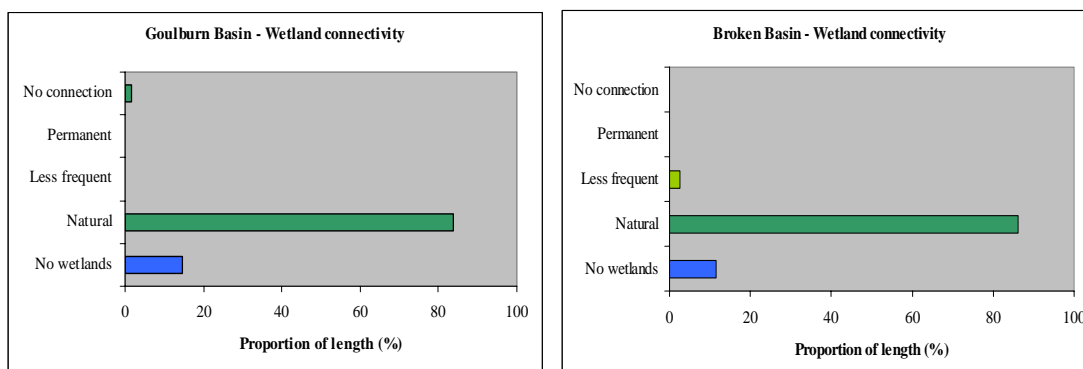 Goulburn Basin - Wetland connectivity
No connection
Permanent
Less frequent
Natural
No wetlands
0 20 40 60 80 100
Proportion of length (%)
Broken Basin - Wetland connectivity
No connection
Permanent
Less frequent
Natural
No wetlands
0 20 40 60 80 100
Proportion of length (%)